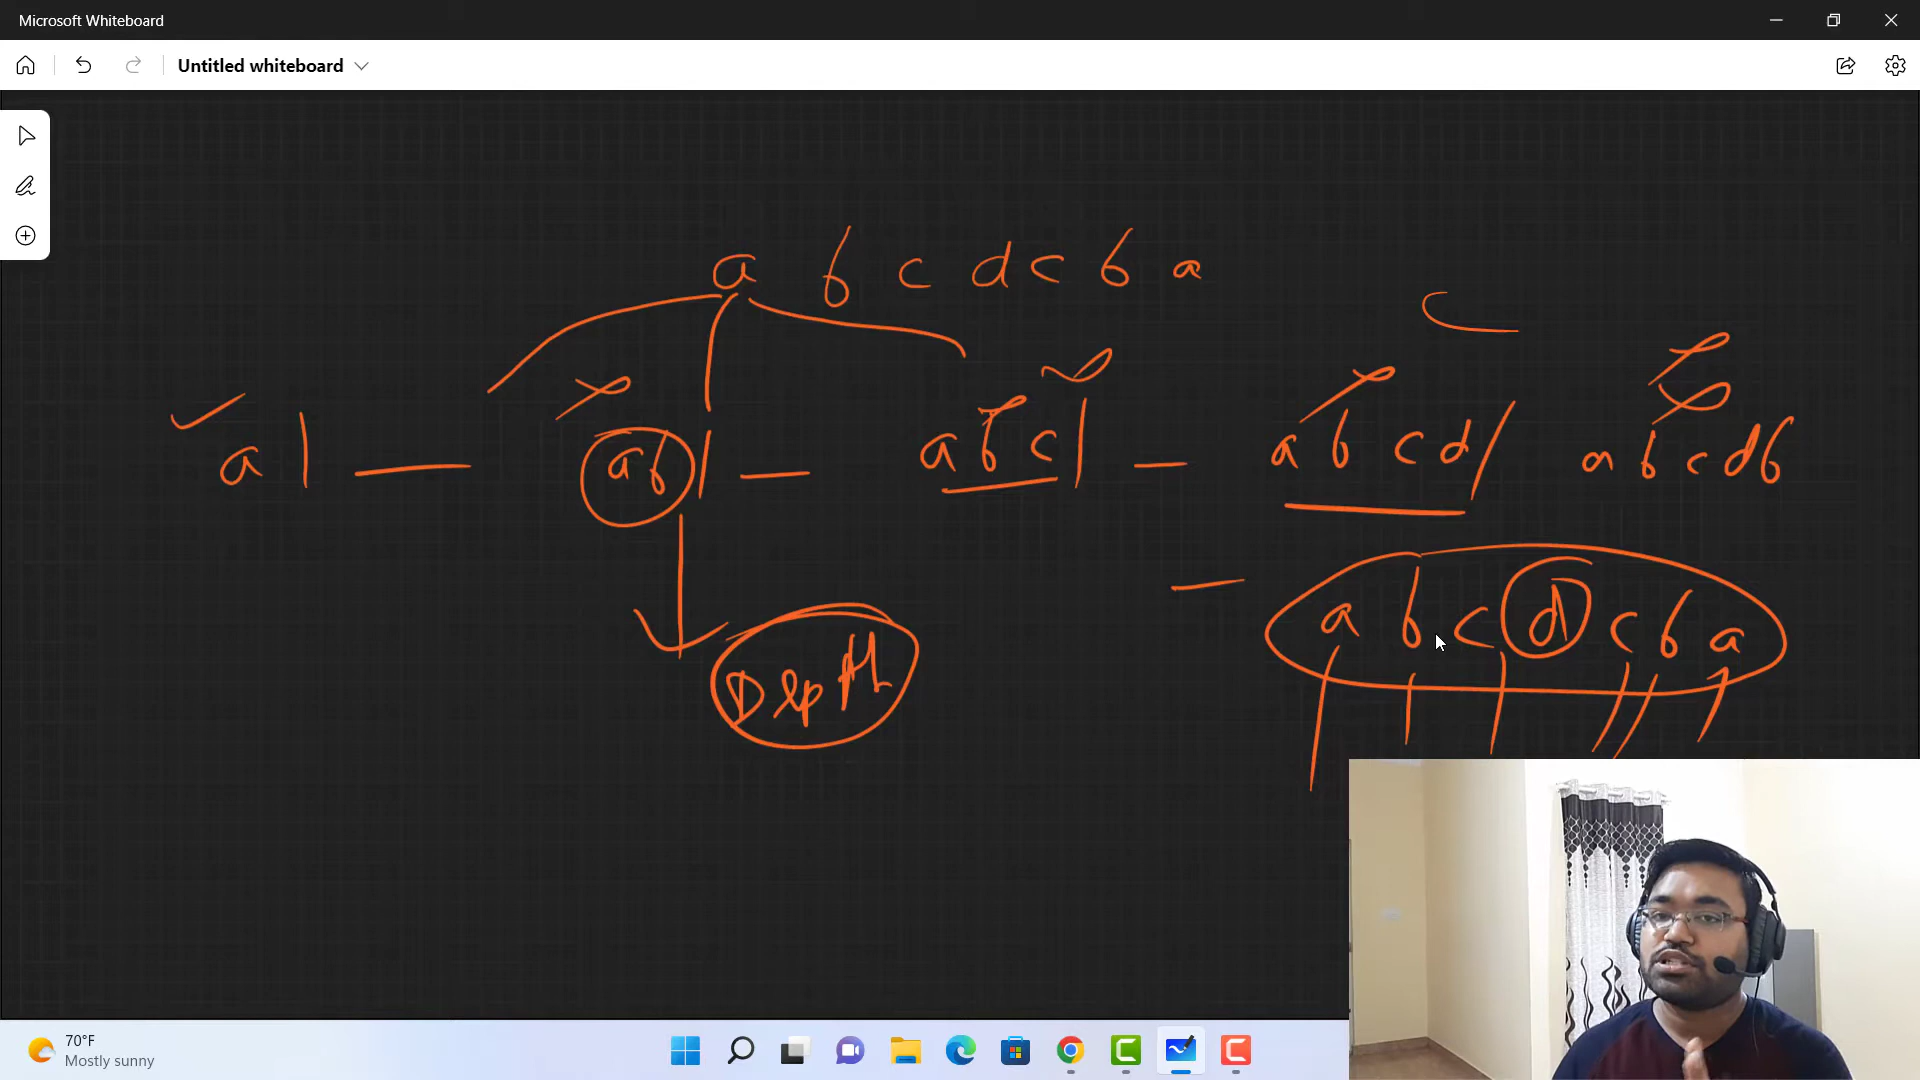 Microsoft Whiteboard
Untitled whiteboard
a b c d c b a
a | — ab | — abc | — abcd / abcdb
— a b c d c b a
Depth
70°F
Mostly sunny